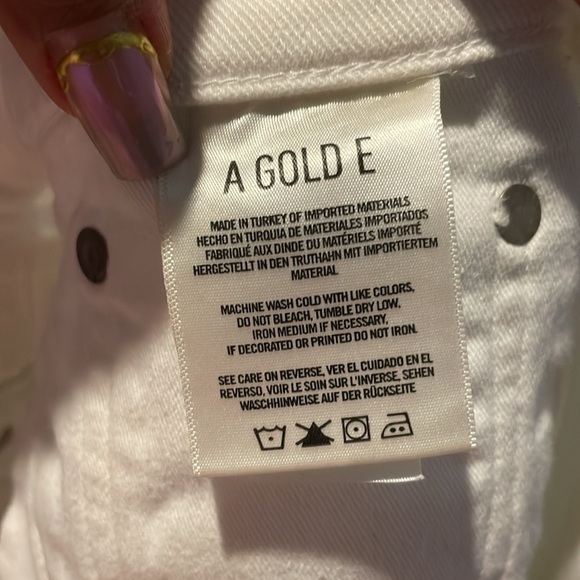 A GOLD E
MADE IN TURKEY OF IMPORTED MATERIALS
HECHO EN TURQUIA DE MATERIALES IMPORTADOS
FABRIQUÉ AUX DINDE DU MATÉRIELS IMPORTÉ
HERGESTELLT IN DEN TRUTHAHN MIT IMPORTIERTEM
MATERIAL
MACHINE WASH COLD WITH LIKE COLORS,
DO NOT BLEACH, TUMBLE DRY LOW,
IRON MEDIUM IF NECESSARY,
IF DECORATED OR PRINTED DO NOT IRON.
SEE CARE ON REVERSE, VER EL CUIDADO EN EL
REVERSO, VOIR LE SOIN SUR L'INVERSE, SEHEN
WASCHHINWEISE AUF DER RÜCKSEITE